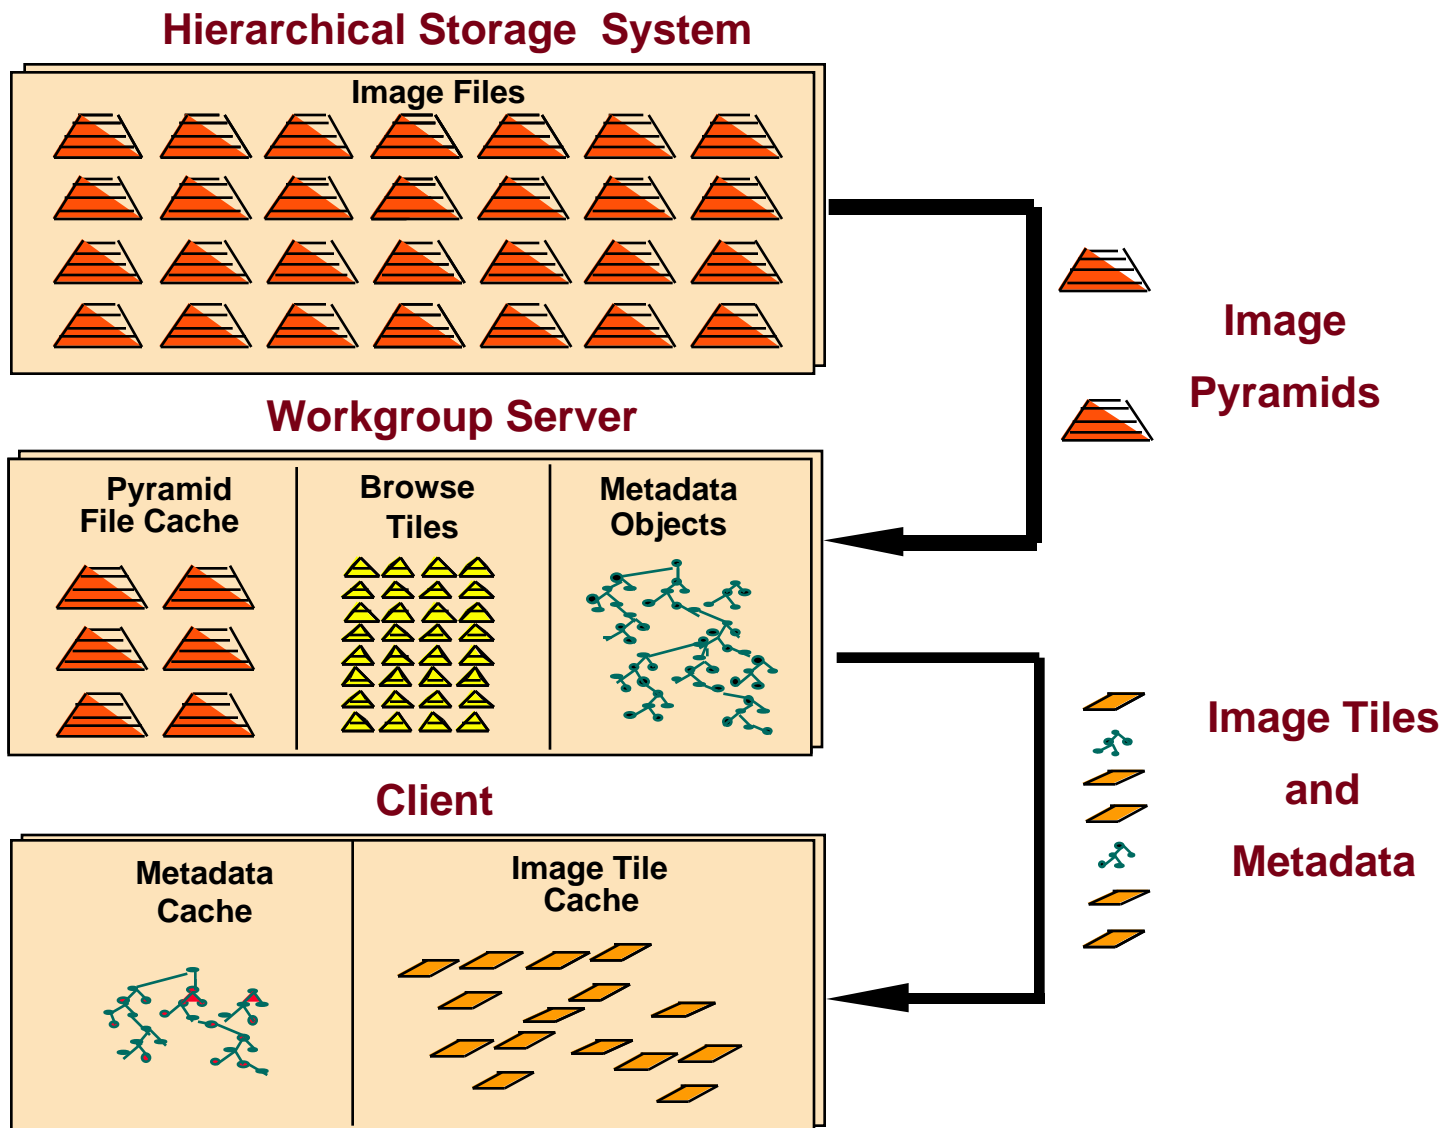 Hierarchical Storage System
Image Files
Image
Pyramids
Workgroup Server
Pyramid
File Cache
Browse
Tiles
Metadata
Objects
Image Tiles
and
Metadata
Client
Metadata
Cache
Image Tile
Cache